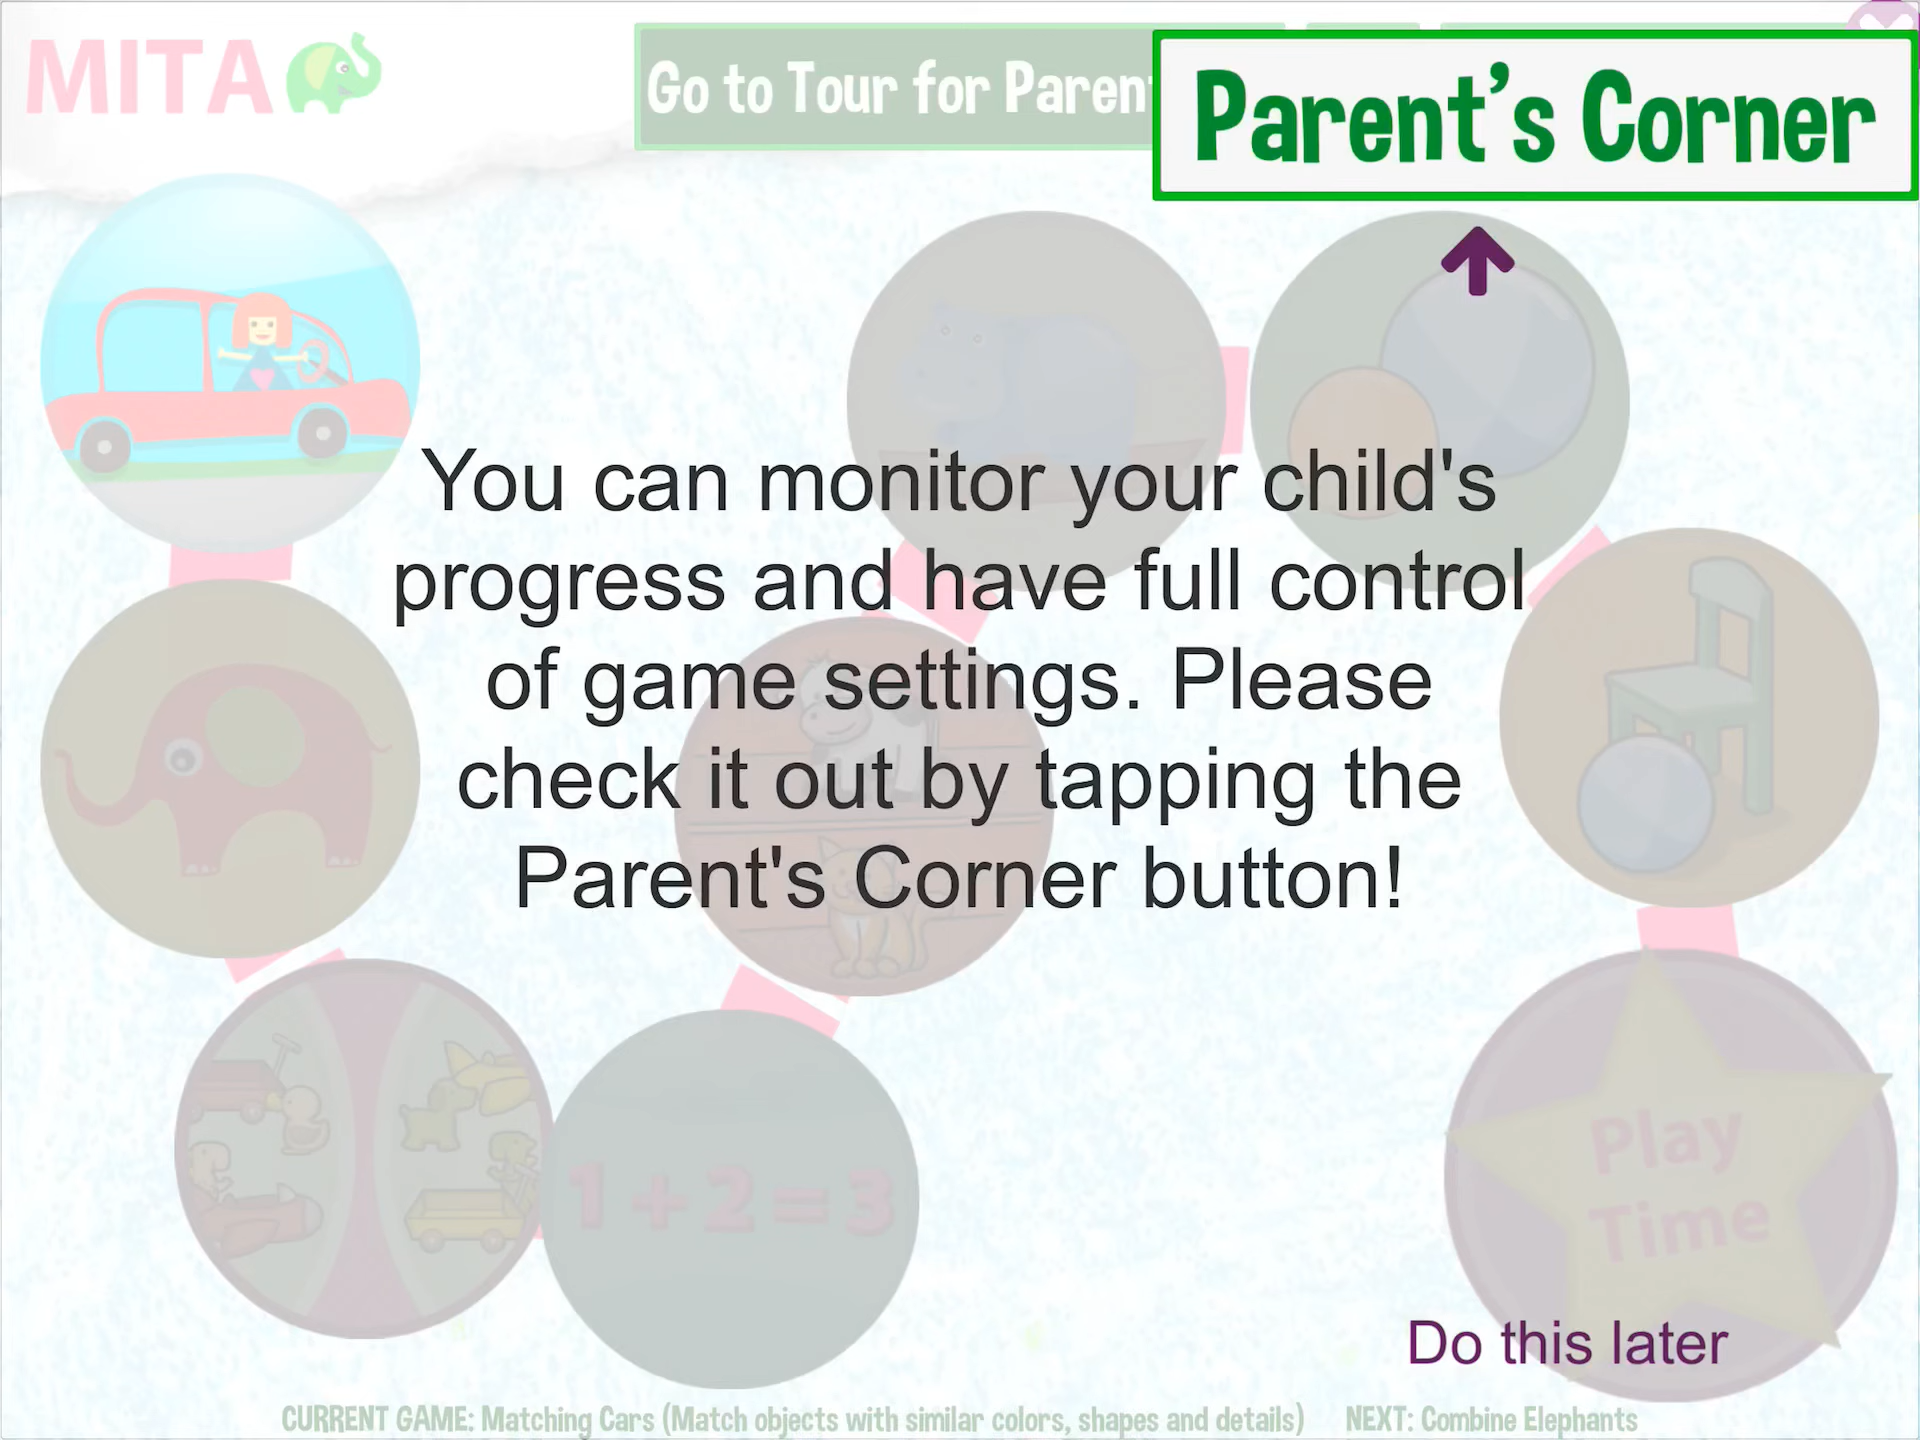 MITA
Go to Tour for Paren
Parent's Corner
You can monitor your child's
progress and have full control
of game settings. Please
check it out by tapping the
Parent's Corner button!
1+2=3
Play
Time
Do this later
CURRENT GAME: Matching Cars (Match objects with similar colors, shapes and details) NEXT: Combine Elephants